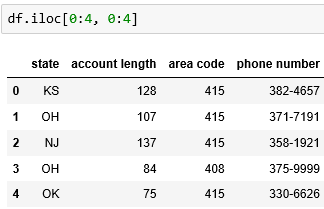 df.iloc[0:4, 0:4]
state account length area code phone number
0 KS 128 415 382-4657
1 OH 107 415 371-7191
2 NJ 137 415 358-1921
3 OH 84 408 375-9999
4 OK 75 415 330-6626